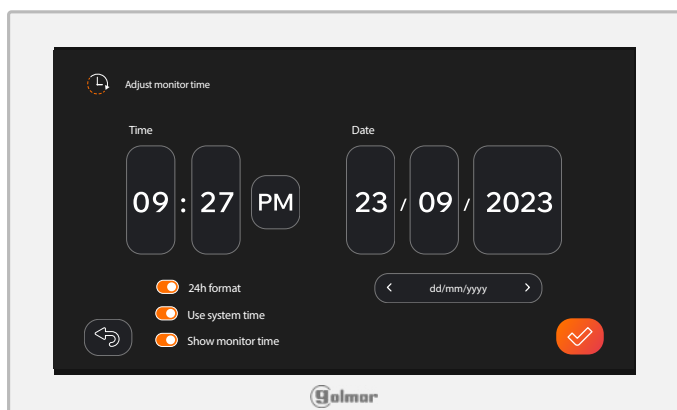 Adjust monitor time
Time
Date
09 : 27 PM
23 / 09 / 2023
24h format
< dd/mm/yyyy >
Use system time
Show monitor time
golmar